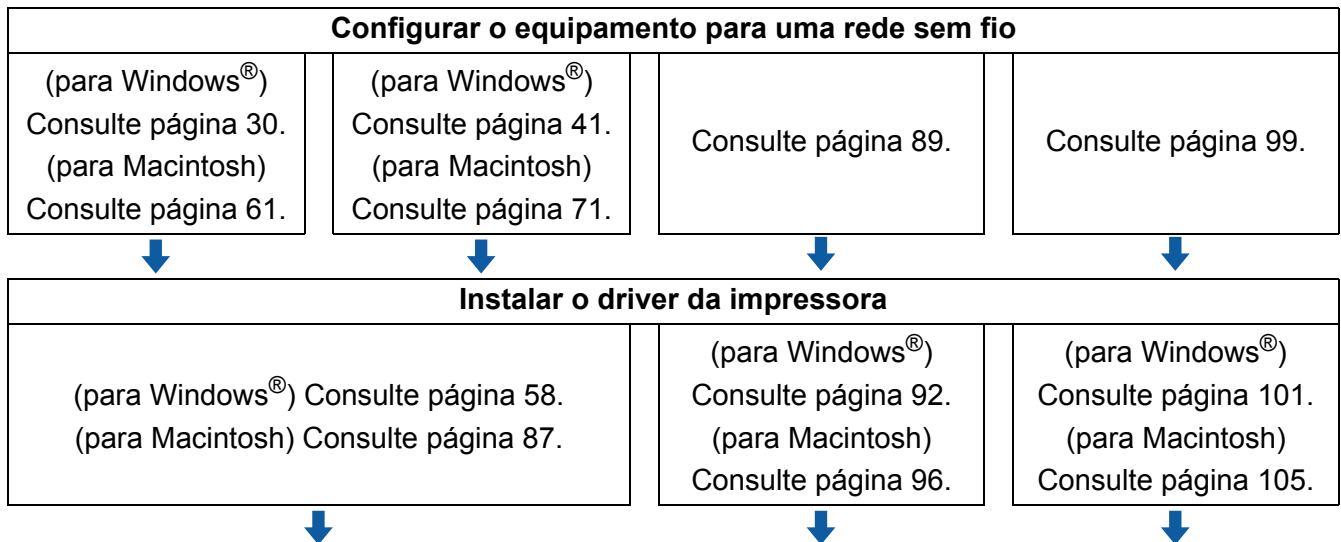 Configurar o equipamento para uma rede sem fio
(para Windows®)
Consulte página 30.
(para Macintosh)
Consulte página 61.
(para Windows®)
Consulte página 41.
(para Macintosh)
Consulte página 71.
Consulte página 89.
Consulte página 99.
Instalar o driver da impressora
(para Windows®) Consulte página 58.
(para Macintosh) Consulte página 87.
(para Windows®)
Consulte página 92.
(para Macintosh)
Consulte página 96.
(para Windows®)
Consulte página 101.
(para Macintosh)
Consulte página 105.